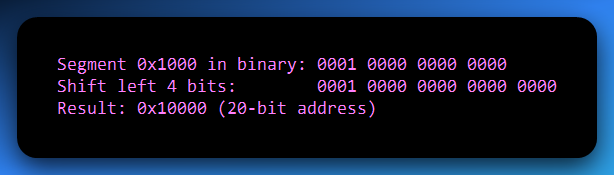 Segment 0x1000 in binary: 0001 0000 0000 0000
Shift left 4 bits:        0001 0000 0000 0000 0000
Result: 0x10000 (20-bit address)